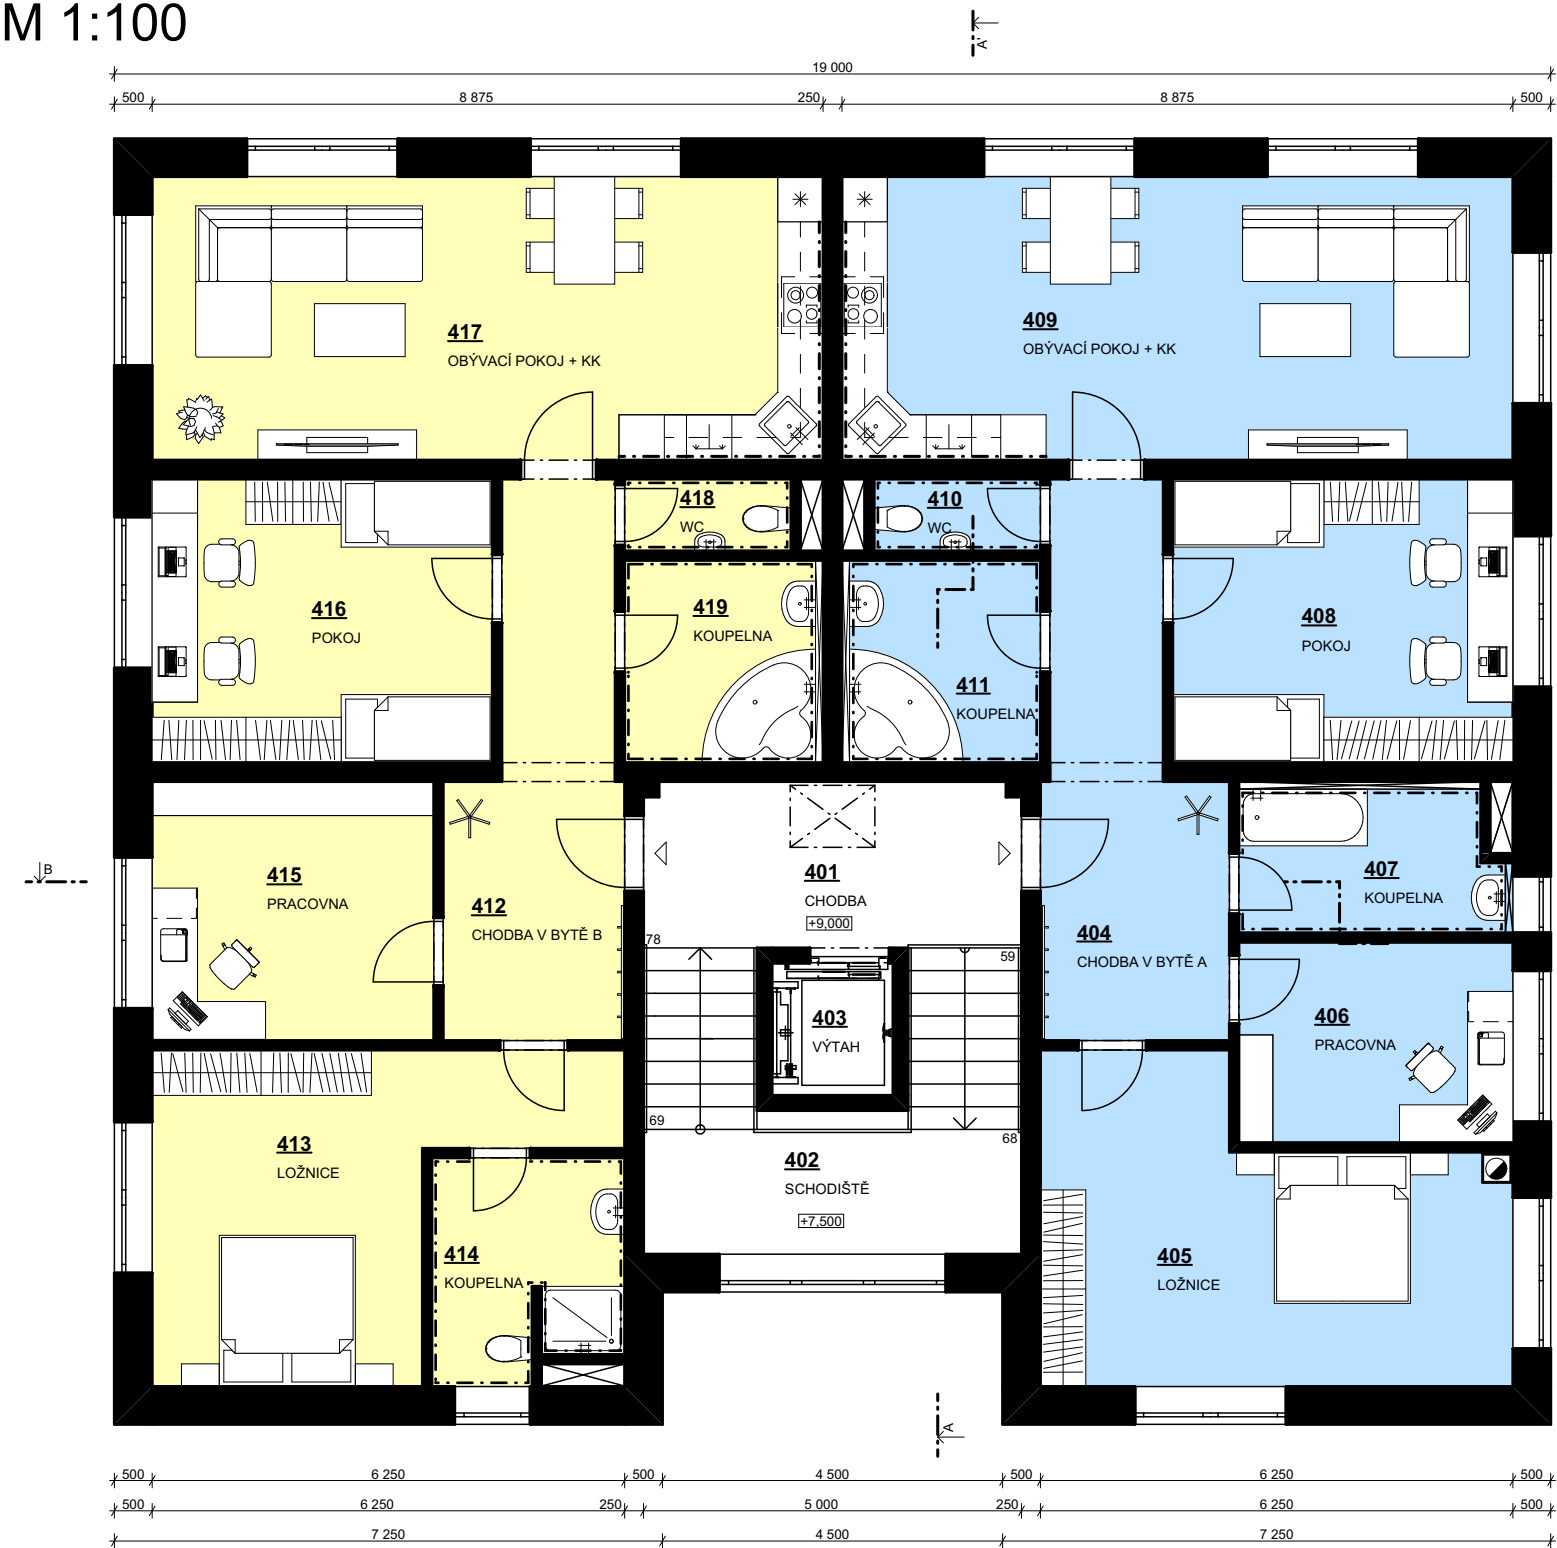 M 1:100
A'
19 000
500 8 875 250 8 875 500
417
OBÝVACÍ POKOJ + KK
409
OBÝVACÍ POKOJ + KK
418
WC
410
WC
416
POKOJ
419
KOUPELNA
411
KOUPELNA
408
POKOJ
B
415
PRACOVNA
412
CHODBA V BYTĚ B
401
CHODBA
+9,000
404
CHODBA V BYTĚ A
407
KOUPELNA
78
59
403
VÝTAH
406
PRACOVNA
69
68
413
LOŽNICE
402
SCHODIŠTĚ
+7,500
414
KOUPELNA
405
LOŽNICE
A
500 6 250 500 4 500 500 6 250 500
500 6 250 250 5 000 250 6 250 500
7 250 4 500 7 250